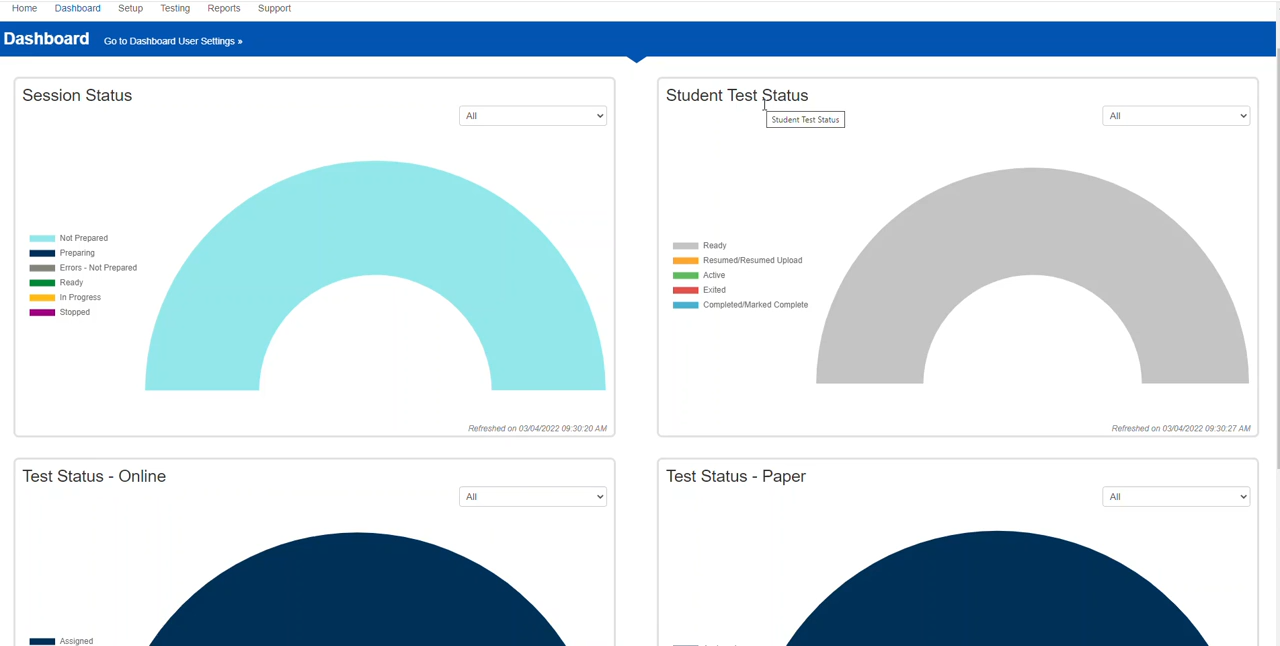 Home Dashboard Setup Testing Reports Support
Dashboard Go to Dashboard User Settings »
Session Status
All
Not Prepared
Preparing
Errors - Not Prepared
Ready
In Progress
Stopped
Refreshed on 03/04/2022 09:30:20 AM
Student Test Status
Student Test Status
All
Ready
Resumed/Resumed Upload
Active
Exited
Completed/Marked Complete
Refreshed on 03/04/2022 09:30:27 AM
Test Status - Online
All
Assigned
Test Status - Paper
All